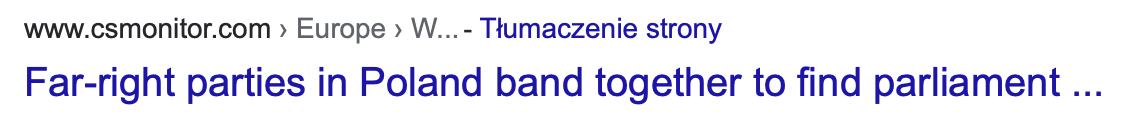 www.csmonitor.com › Europe › W... - Tłumaczenie strony
Far-right parties in Poland band together to find parliament ...